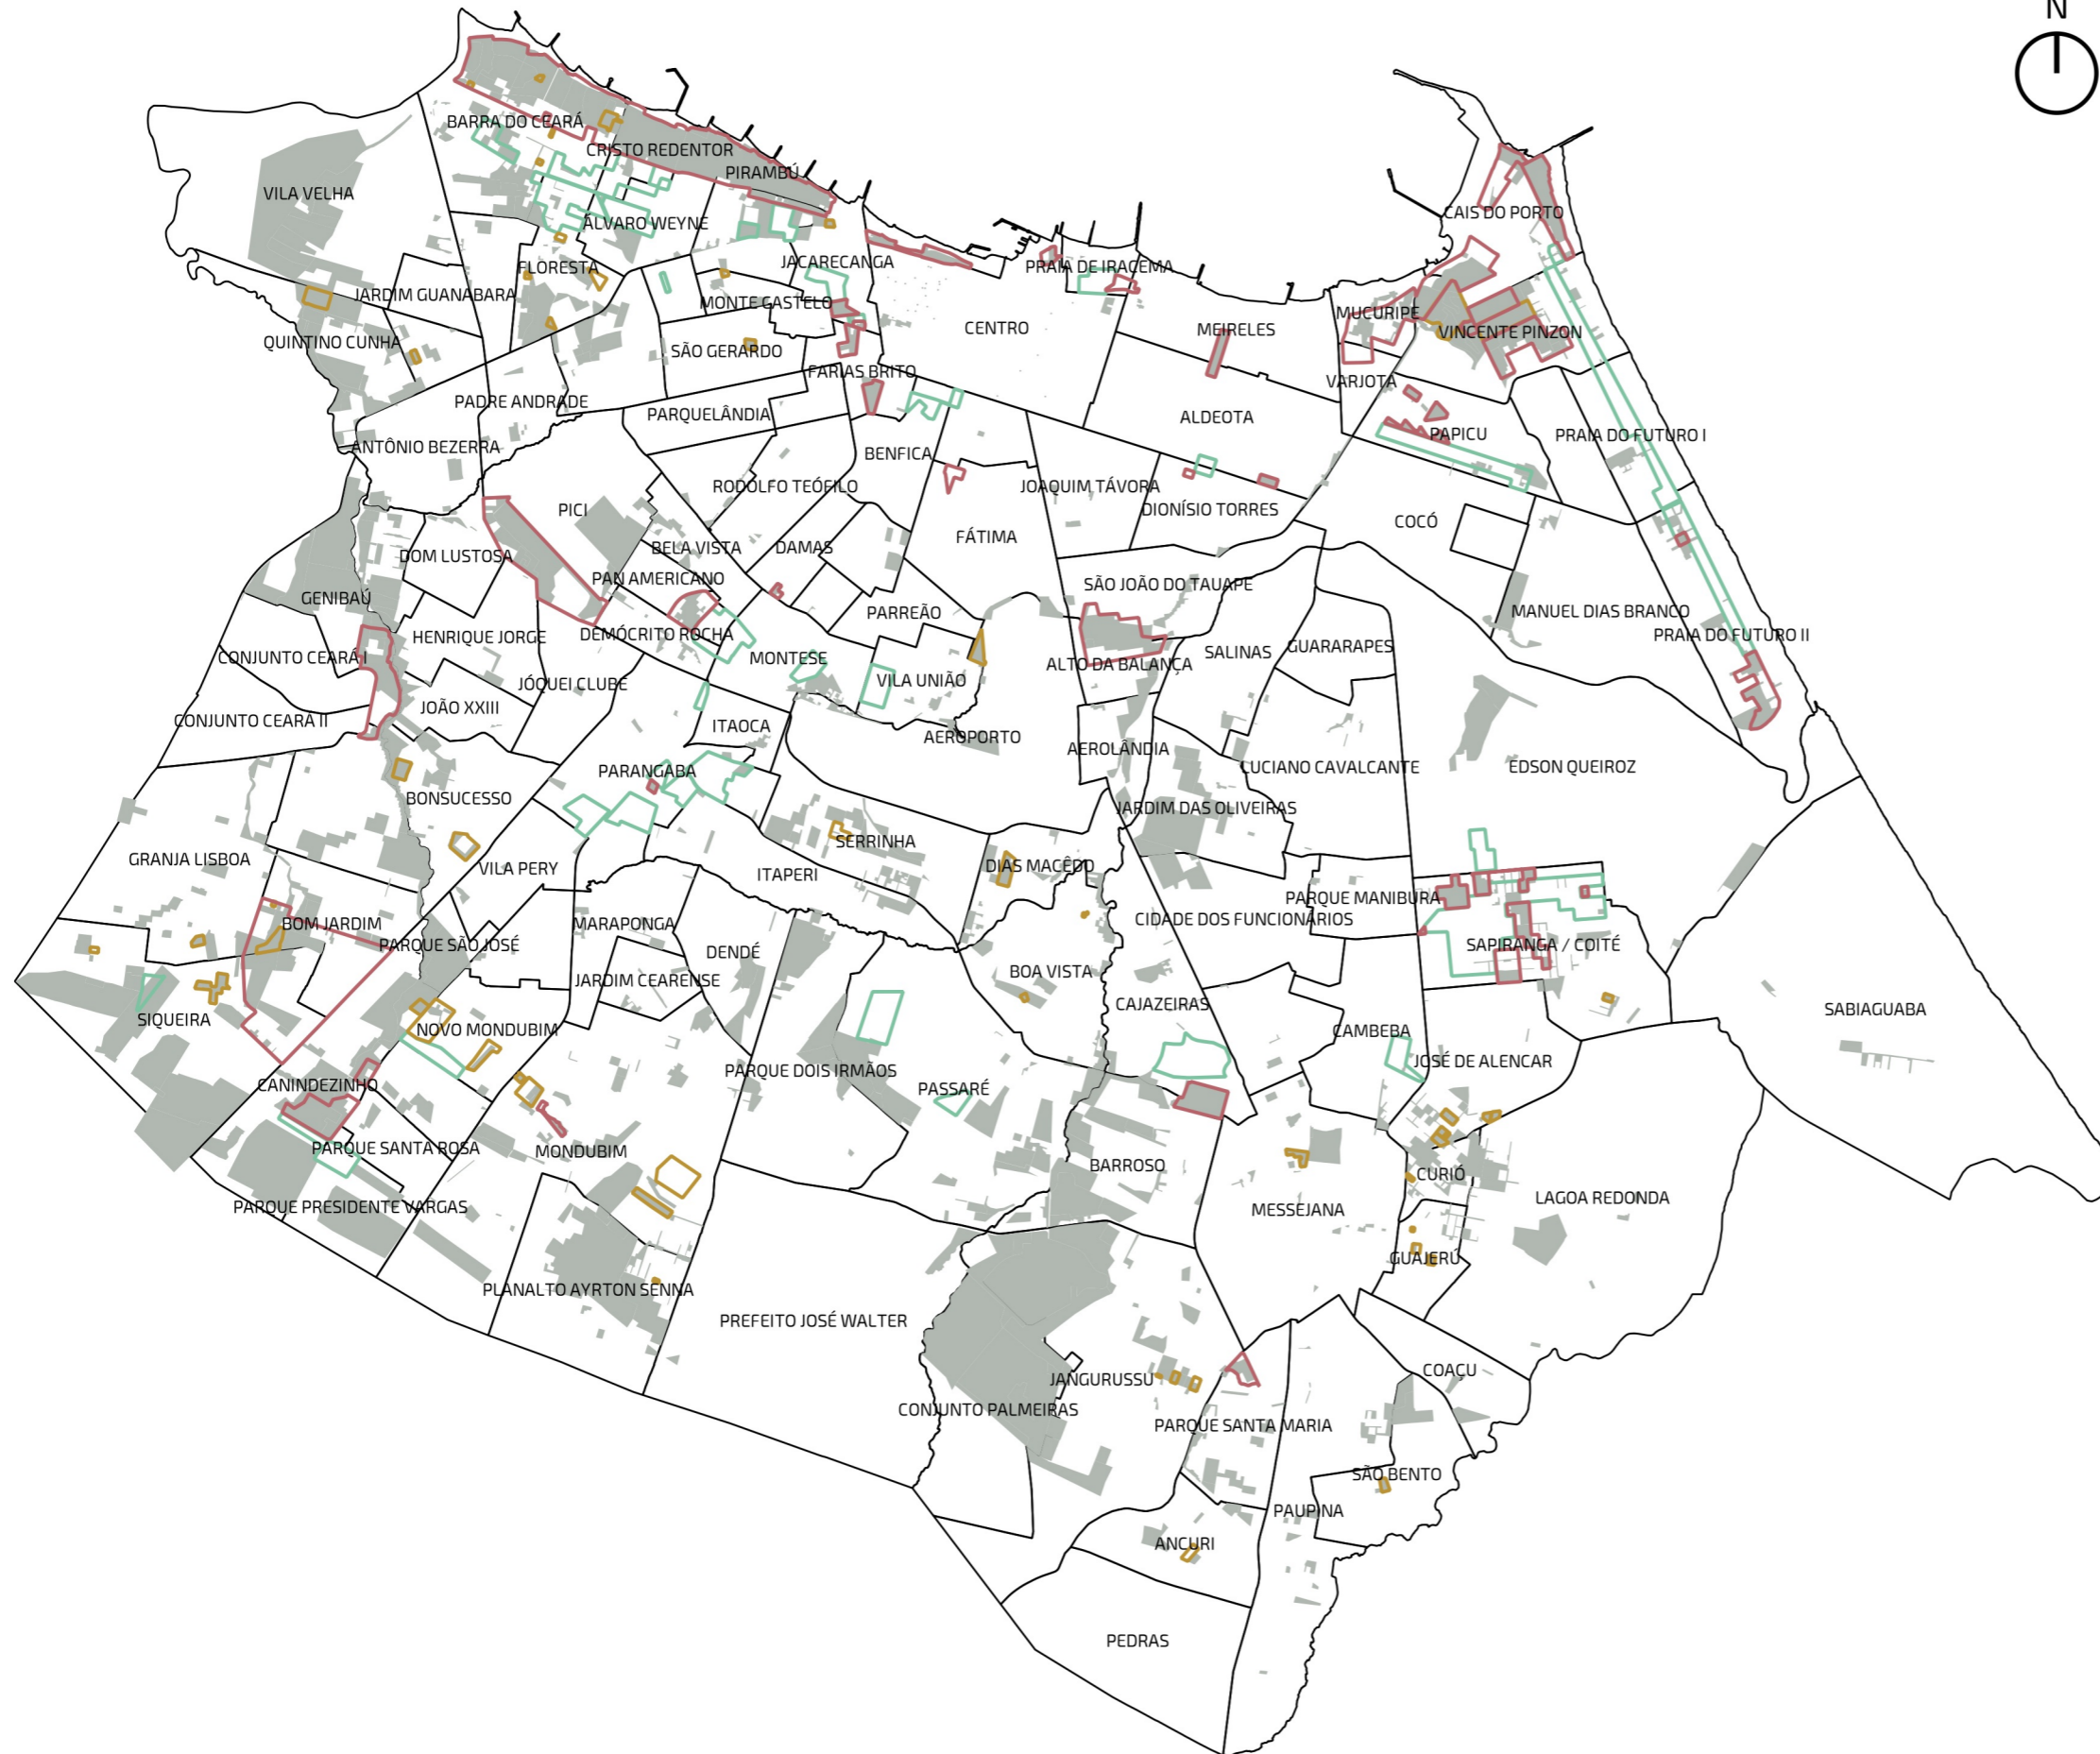 N
BARRA DO CEARÁ
CRISTO REDENTOR
PIRAMBÚ
VILA VELHA
CAIS DO PORTO
ÁLVARO WEYNE
JACARECANGA
FLORESTA
PRAIA DE IRACEMA
JARDIM GUANABARA
MONTE GASTELO
MUCURIPE
CENTRO
MEIRELES
VINCENTE PINZON
QUINTINO CUNHA
SÃO GERARDO
FARIAS BRITO
VARJOTA
PADRE ANDRADE
PARQUELÂNDIA
ALDEOTA
PAPICU
PRAIA DO FUTURO I
ANTÔNIO BEZERRA
BENFICA
RODOLFO TEÓFILO
JOAQUIM TÁVORA
PICI
DIONÍSIO TORRES
COCÓ
FÁTIMA
BELA VISTA
DAMAS
DOM LUSTOSA
PAN AMERICANO
SÃO JOÃO DO TAUAPE
GENIBAÚ
PARREÃO
MANUEL DIAS BRANCO
HENRIQUE JORGE
DEMÓCRITO ROCHA
PRAIA DO FUTURO II
GUARARAPES
SALINAS
CONJUNTO CEARÁ I
MONTESE
ALTO DA BALANÇA
VILA UNIÃO
JÓQUEI CLUBE
JOÃO XXIII
CONJUNTO CEARÁ II
ITAOCA
AEROPORTO
AEROLÂNDIA
PARANGABA
LUCIANO CAVALCANTE
EDSON QUEIROZ
BONSUCESSO
JARDIM DAS OLIVEIRAS
SERRINHA
GRANJA LISBOA
VILA PERY
ITAPERI
DIAS MACÊDO
PARQUE MANIBURA
BOM JARDIM
MARAPONGA
CIDADE DOS FUNCIONÁRIOS
PARQUE SÃO JOSÉ
DENDÉ
SAPIRANGA / COITÉ
BOA VISTA
JARDIM CEARENSE
CAJAZEIRAS
SABIAGUABA
SIQUEIRA
NOVO MONDUBIM
CAMBEBA
JOSÉ DE ALENCAR
PARQUE DOIS IRMÃOS
CANINDEZINHO
PASSARÉ
PARQUE SANTA ROSA
MONDUBIM
BARROSO
CURIÓ
LAGOA REDONDA
PARQUE PRESIDENTE VARGAS
MESSEJANA
GUAJERÚ
PLANALTO AYRTON SENNA
PREFEITO JOSÉ WALTER
COAÇU
JANGURUSSU
CONJUNTO PALMEIRAS
PARQUE SANTA MARIA
SÃO BENTO
PAUPINA
ANCURI
PEDRAS